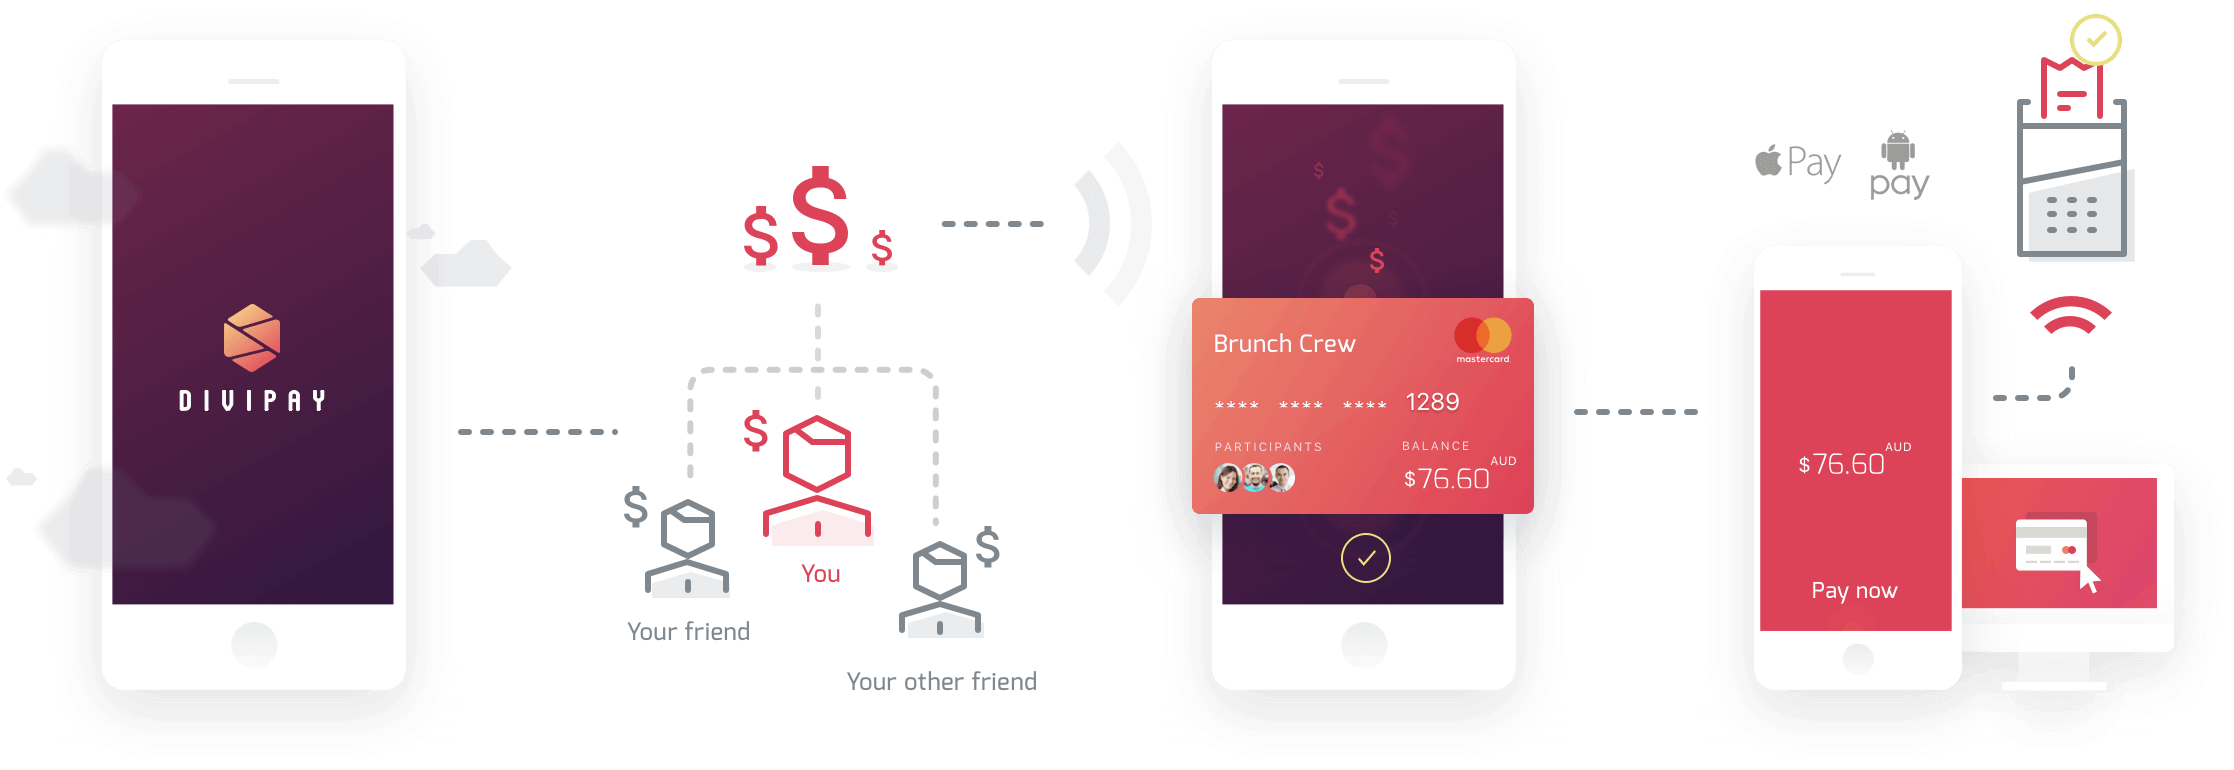 DIVIPAY
$
$ $ $
$
$
You
Your friend
$
Your other friend
$
$
$
$
$
Brunch Crew
mastercard
**** **** **** 1289
PARTICIPANTS
BALANCE
$76.60 AUD
Pay
pay
$76.60 AUD
Pay now